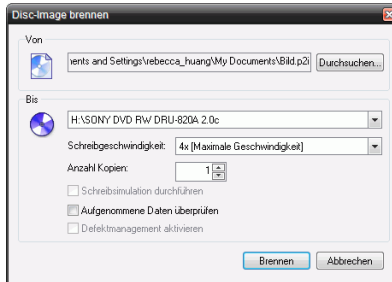 Disc-Image brennen
Von
ents and Settings\rebecca_huang\My Documents\Bild.p2i
Durchsuchen...
Bis
H:\SONY DVD RW DRU-820A 2.0c
Schreibgeschwindigkeit: 4x [Maximale Geschwindigkeit]
Anzahl Kopien: 1
Schreibsimulation durchführen
Aufgenommene Daten überprüfen
Defektmanagement aktivieren
Brennen Abbrechen